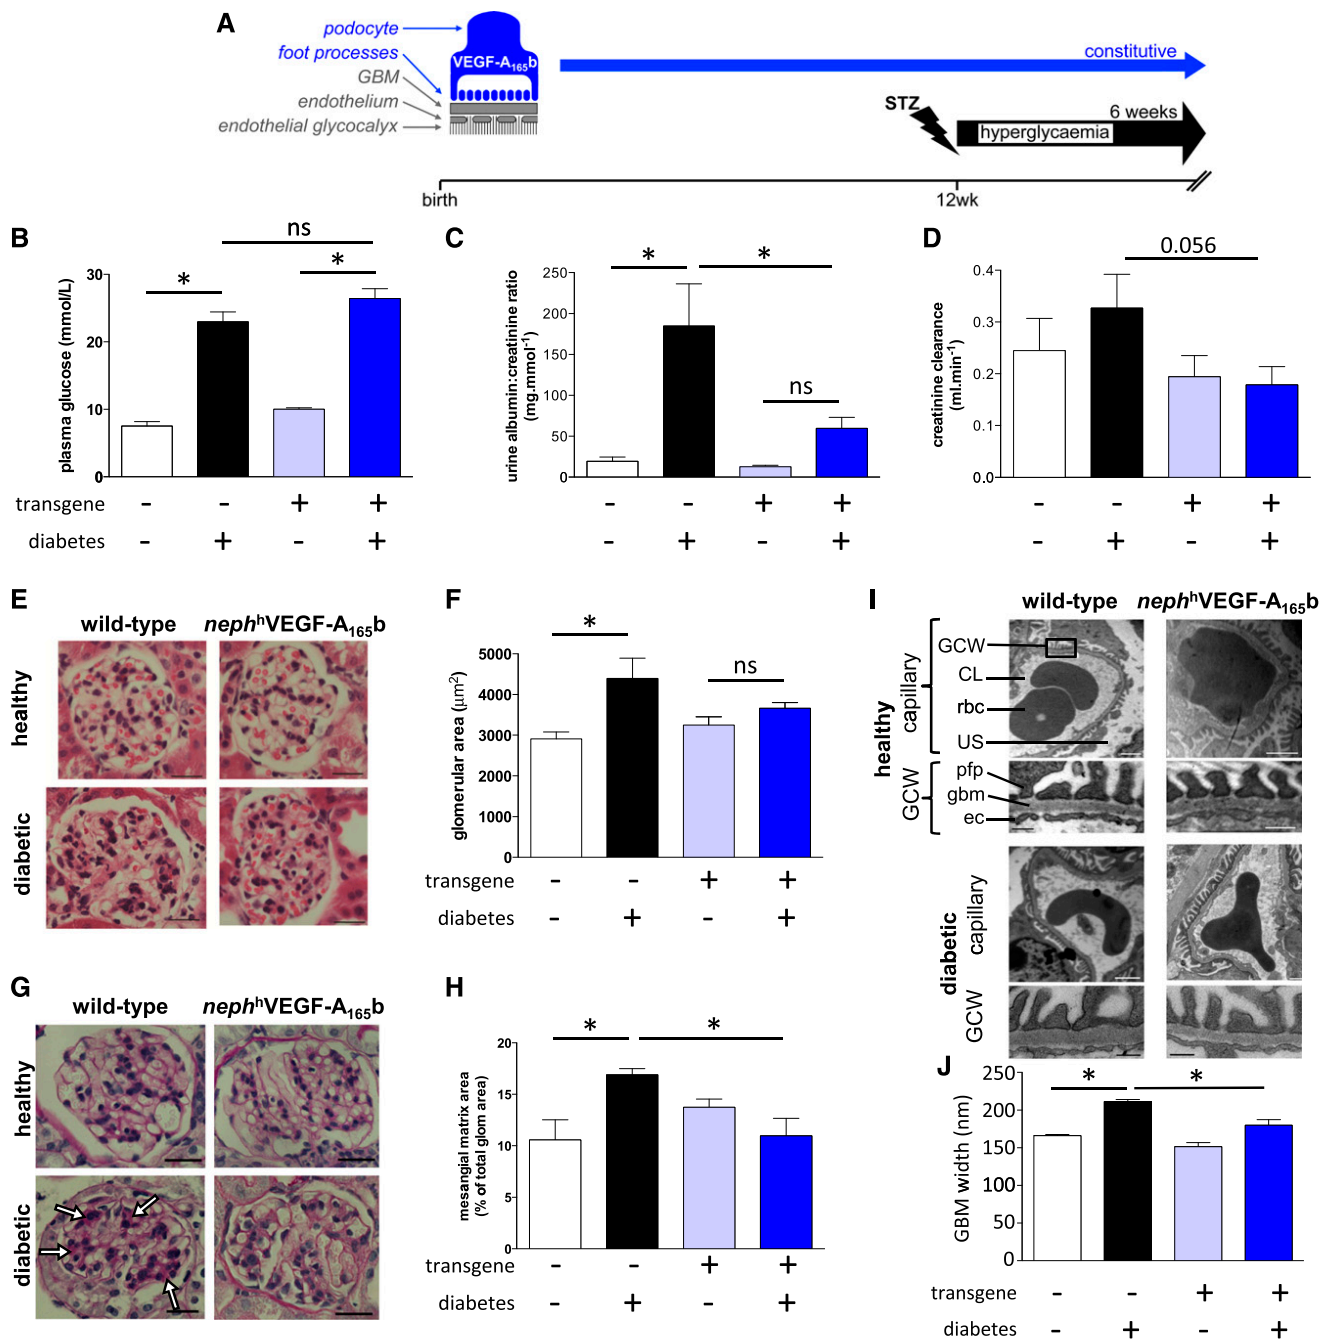 A
podocyte
foot processes
GBM
endothelium
endothelial glycocalyx
VEGF-A₁₆₅b
constitutive
STZ
6 weeks
hyperglycaemia
birth
12wk
B
ns
*
*
plasma glucose (mmol/L)
30
20
10
0
transgene - - + +
diabetes - + - +
C
*
*
ns
urine albumin:creatinine ratio
(mg.mmol⁻¹)
250
200
150
100
50
0
- - + +
- + - +
D
0.056
creatinine clearance
(ml.min⁻¹)
0.4
0.3
0.2
0.1
0.0
- - + +
- + - +
E
wild-type nephʰVEGF-A₁₆₅b
healthy
diabetic
F
*
ns
glomerular area (μm²)
5000
4000
3000
2000
1000
0
transgene - - + +
diabetes - + - +
G
wild-type nephʰVEGF-A₁₆₅b
healthy
diabetic
H
*
*
mesangial matrix area
(% of total glom area)
20
15
10
5
0
transgene - - + +
diabetes - + - +
I
wild-type nephʰVEGF-A₁₆₅b
healthy
capillary
GCW
CL
rbc
US
GCW
pfp
gbm
ec
diabetic
capillary
GCW
J
*
*
GBM width (nm)
250
200
150
100
50
0
transgene - - + +
diabetes - + - +